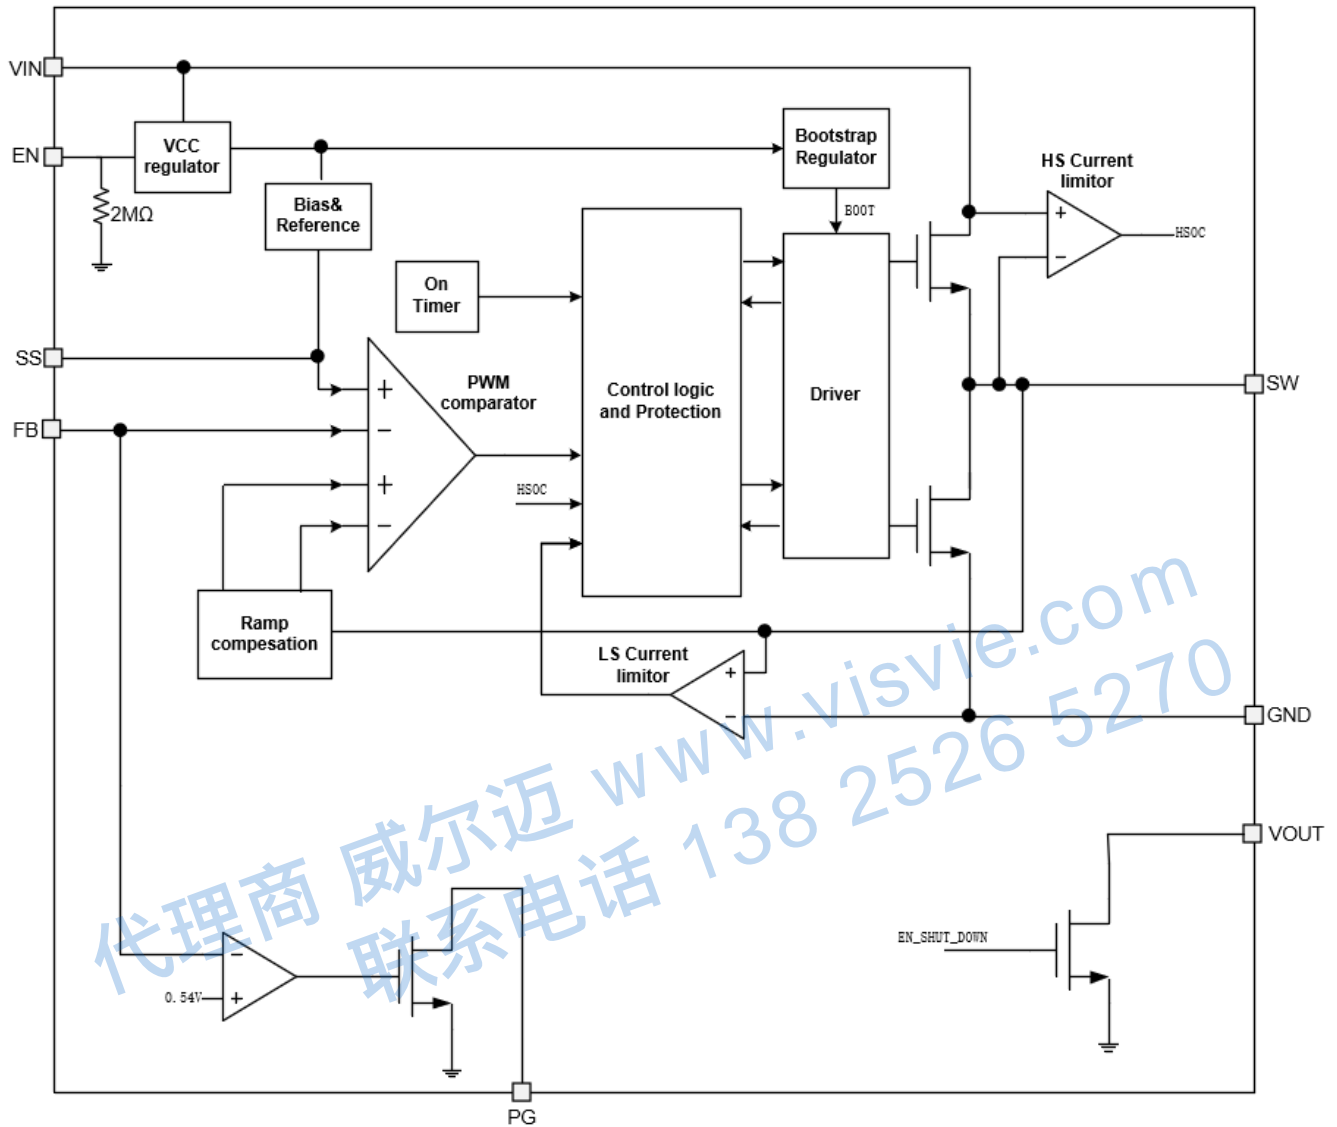 VIN
EN
VCC
regulator
2MΩ
Bias&
Reference
Bootstrap
Regulator
BOOT
HS Current
limitor
+
−
HSOC
On
Timer
SS
FB
PWM
comparator
+
−
+
−
HSOC
Control logic
and Protection
Driver
SW
Ramp
compesation
LS Current
limitor
+
−
GND
VOUT
EN_SHUT_DOWN
−
+
0.54V
PG
代理商 威尔迈 www.visvie.com
联系电话 138 2526 5270